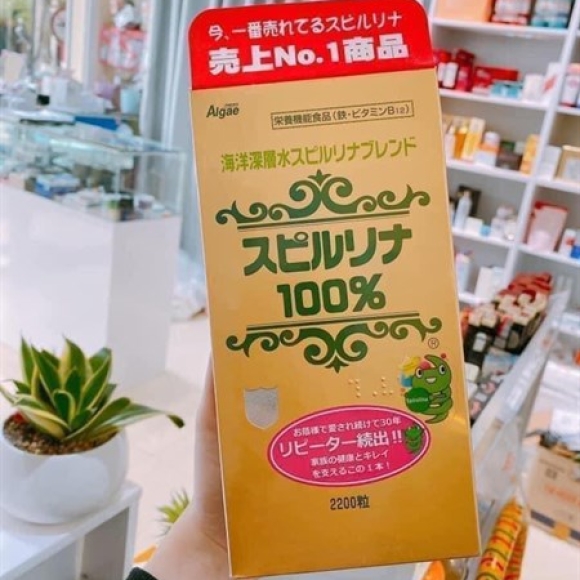 今、一番売れてるスピルリナ
売上No.1商品
Algae
栄養機能食品(鉄・ビタミンB12)
海洋深層水スピルリナブレンド
スピルリナ
100%
®
Spirulina
お蔭様で愛され続けて30年
リピーター続出!!
家族の健康とキレイ
を支えるこの1本!
2200粒